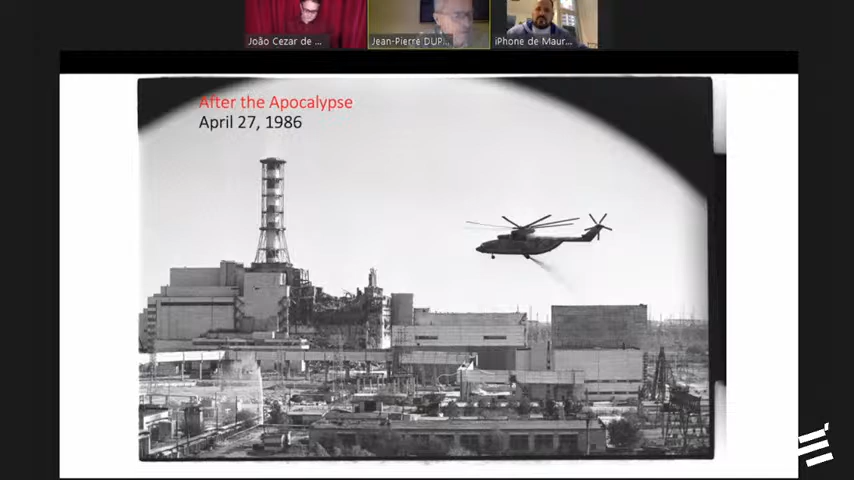 João Cezar de ...
Jean-Pierre DUP...
iPhone de Maur...
After the Apocalypse
April 27, 1986